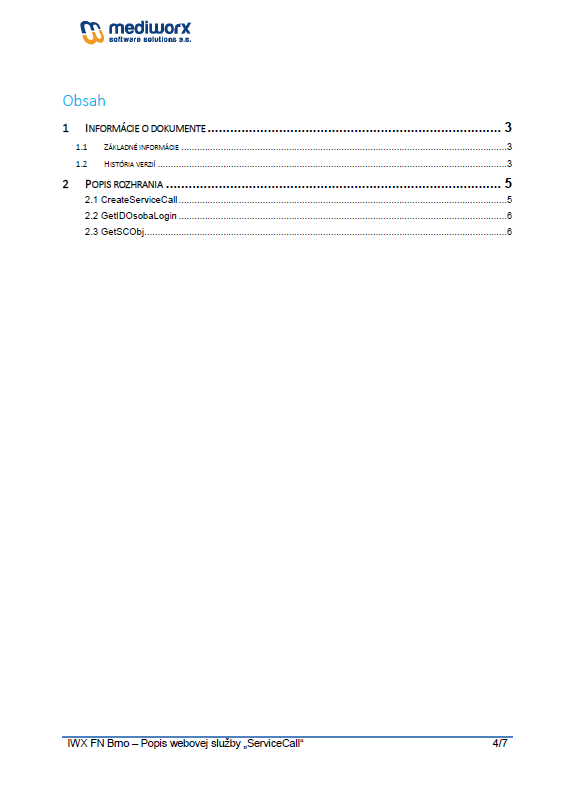 mediworx
software solutions a.s.
Obsah
1 INFORMÁCIE O DOKUMENTE 3
1.1 ZÁKLADNÉ INFORMÁCIE 3
1.2 HISTÓRIA VERZIÍ 3
2 POPIS ROZHRANIA 5
2.1 CreateServiceCall 5
2.2 GetIDOsobaLogin 6
2.3 GetSCObj 6
IWX FN Brno – Popis webovej služby „ServiceCall“ 4/7